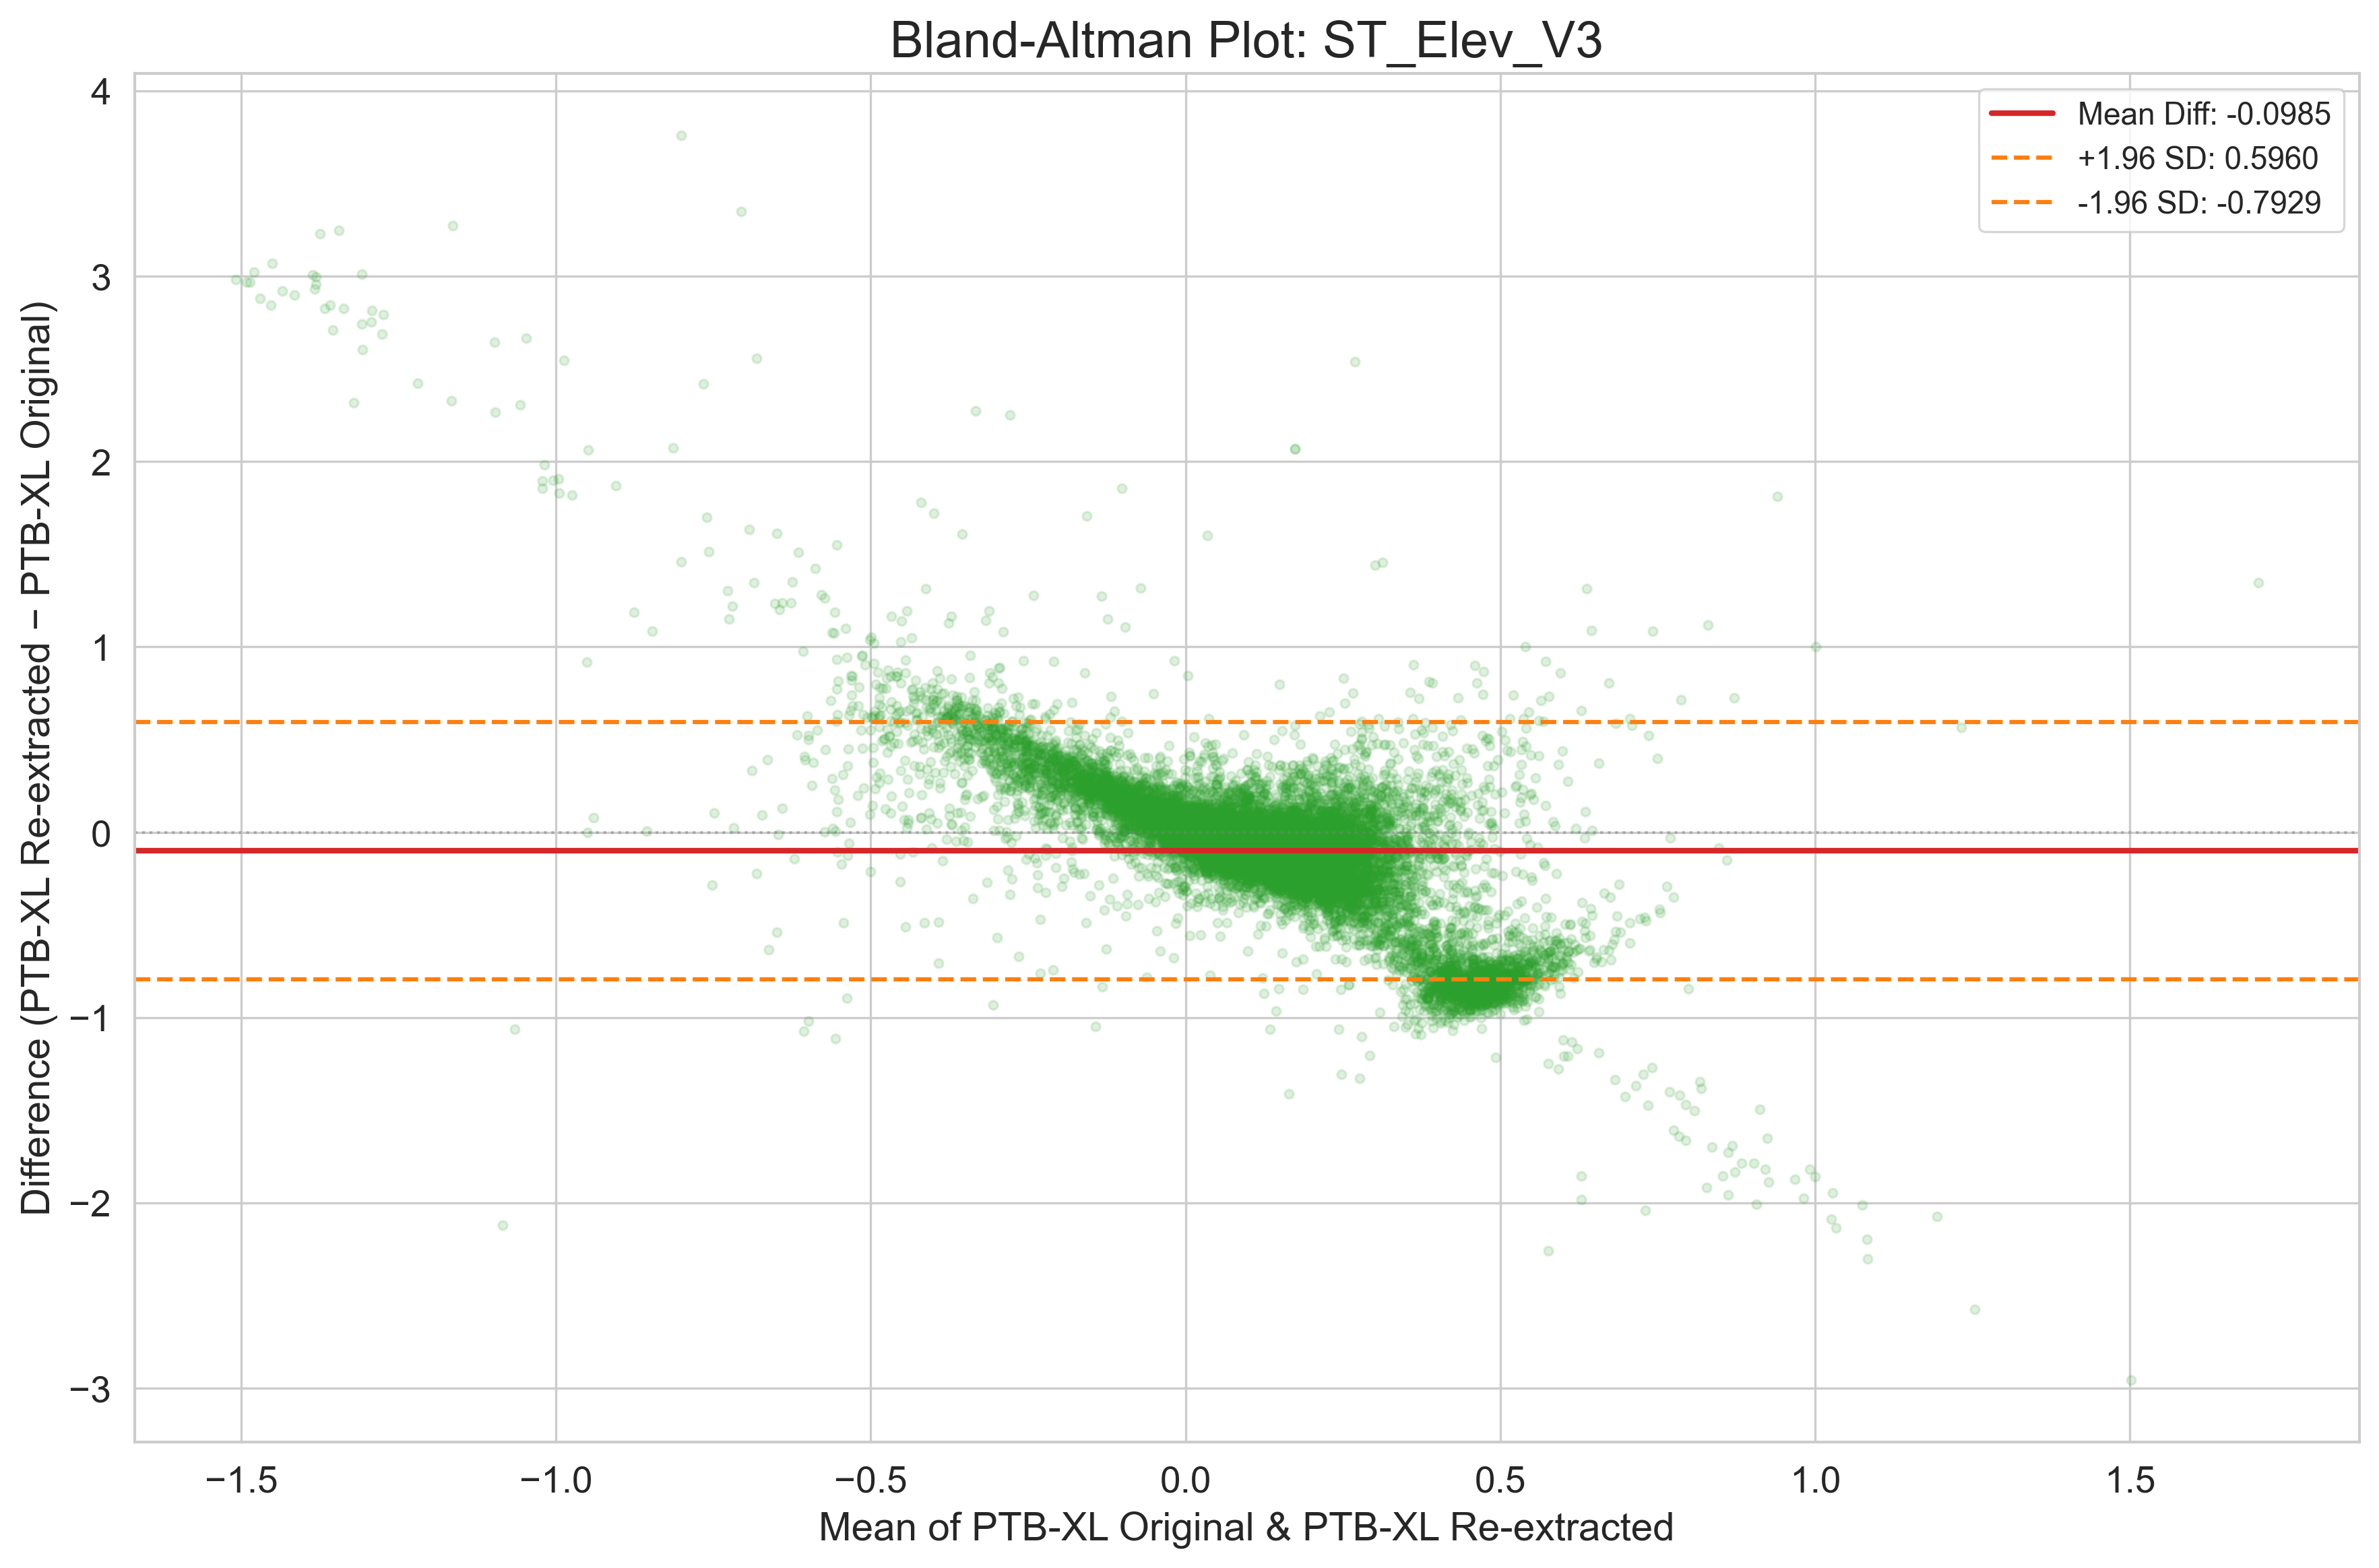 Bland-Altman Plot: ST_Elev_V3
Mean Diff: -0.0985
+1.96 SD: 0.5960
-1.96 SD: -0.7929
Difference (PTB-XL Re-extracted − PTB-XL Original)
4
3
2
1
0
−1
−2
−3
−1.5
−1.0
−0.5
0.0
0.5
1.0
1.5
Mean of PTB-XL Original & PTB-XL Re-extracted